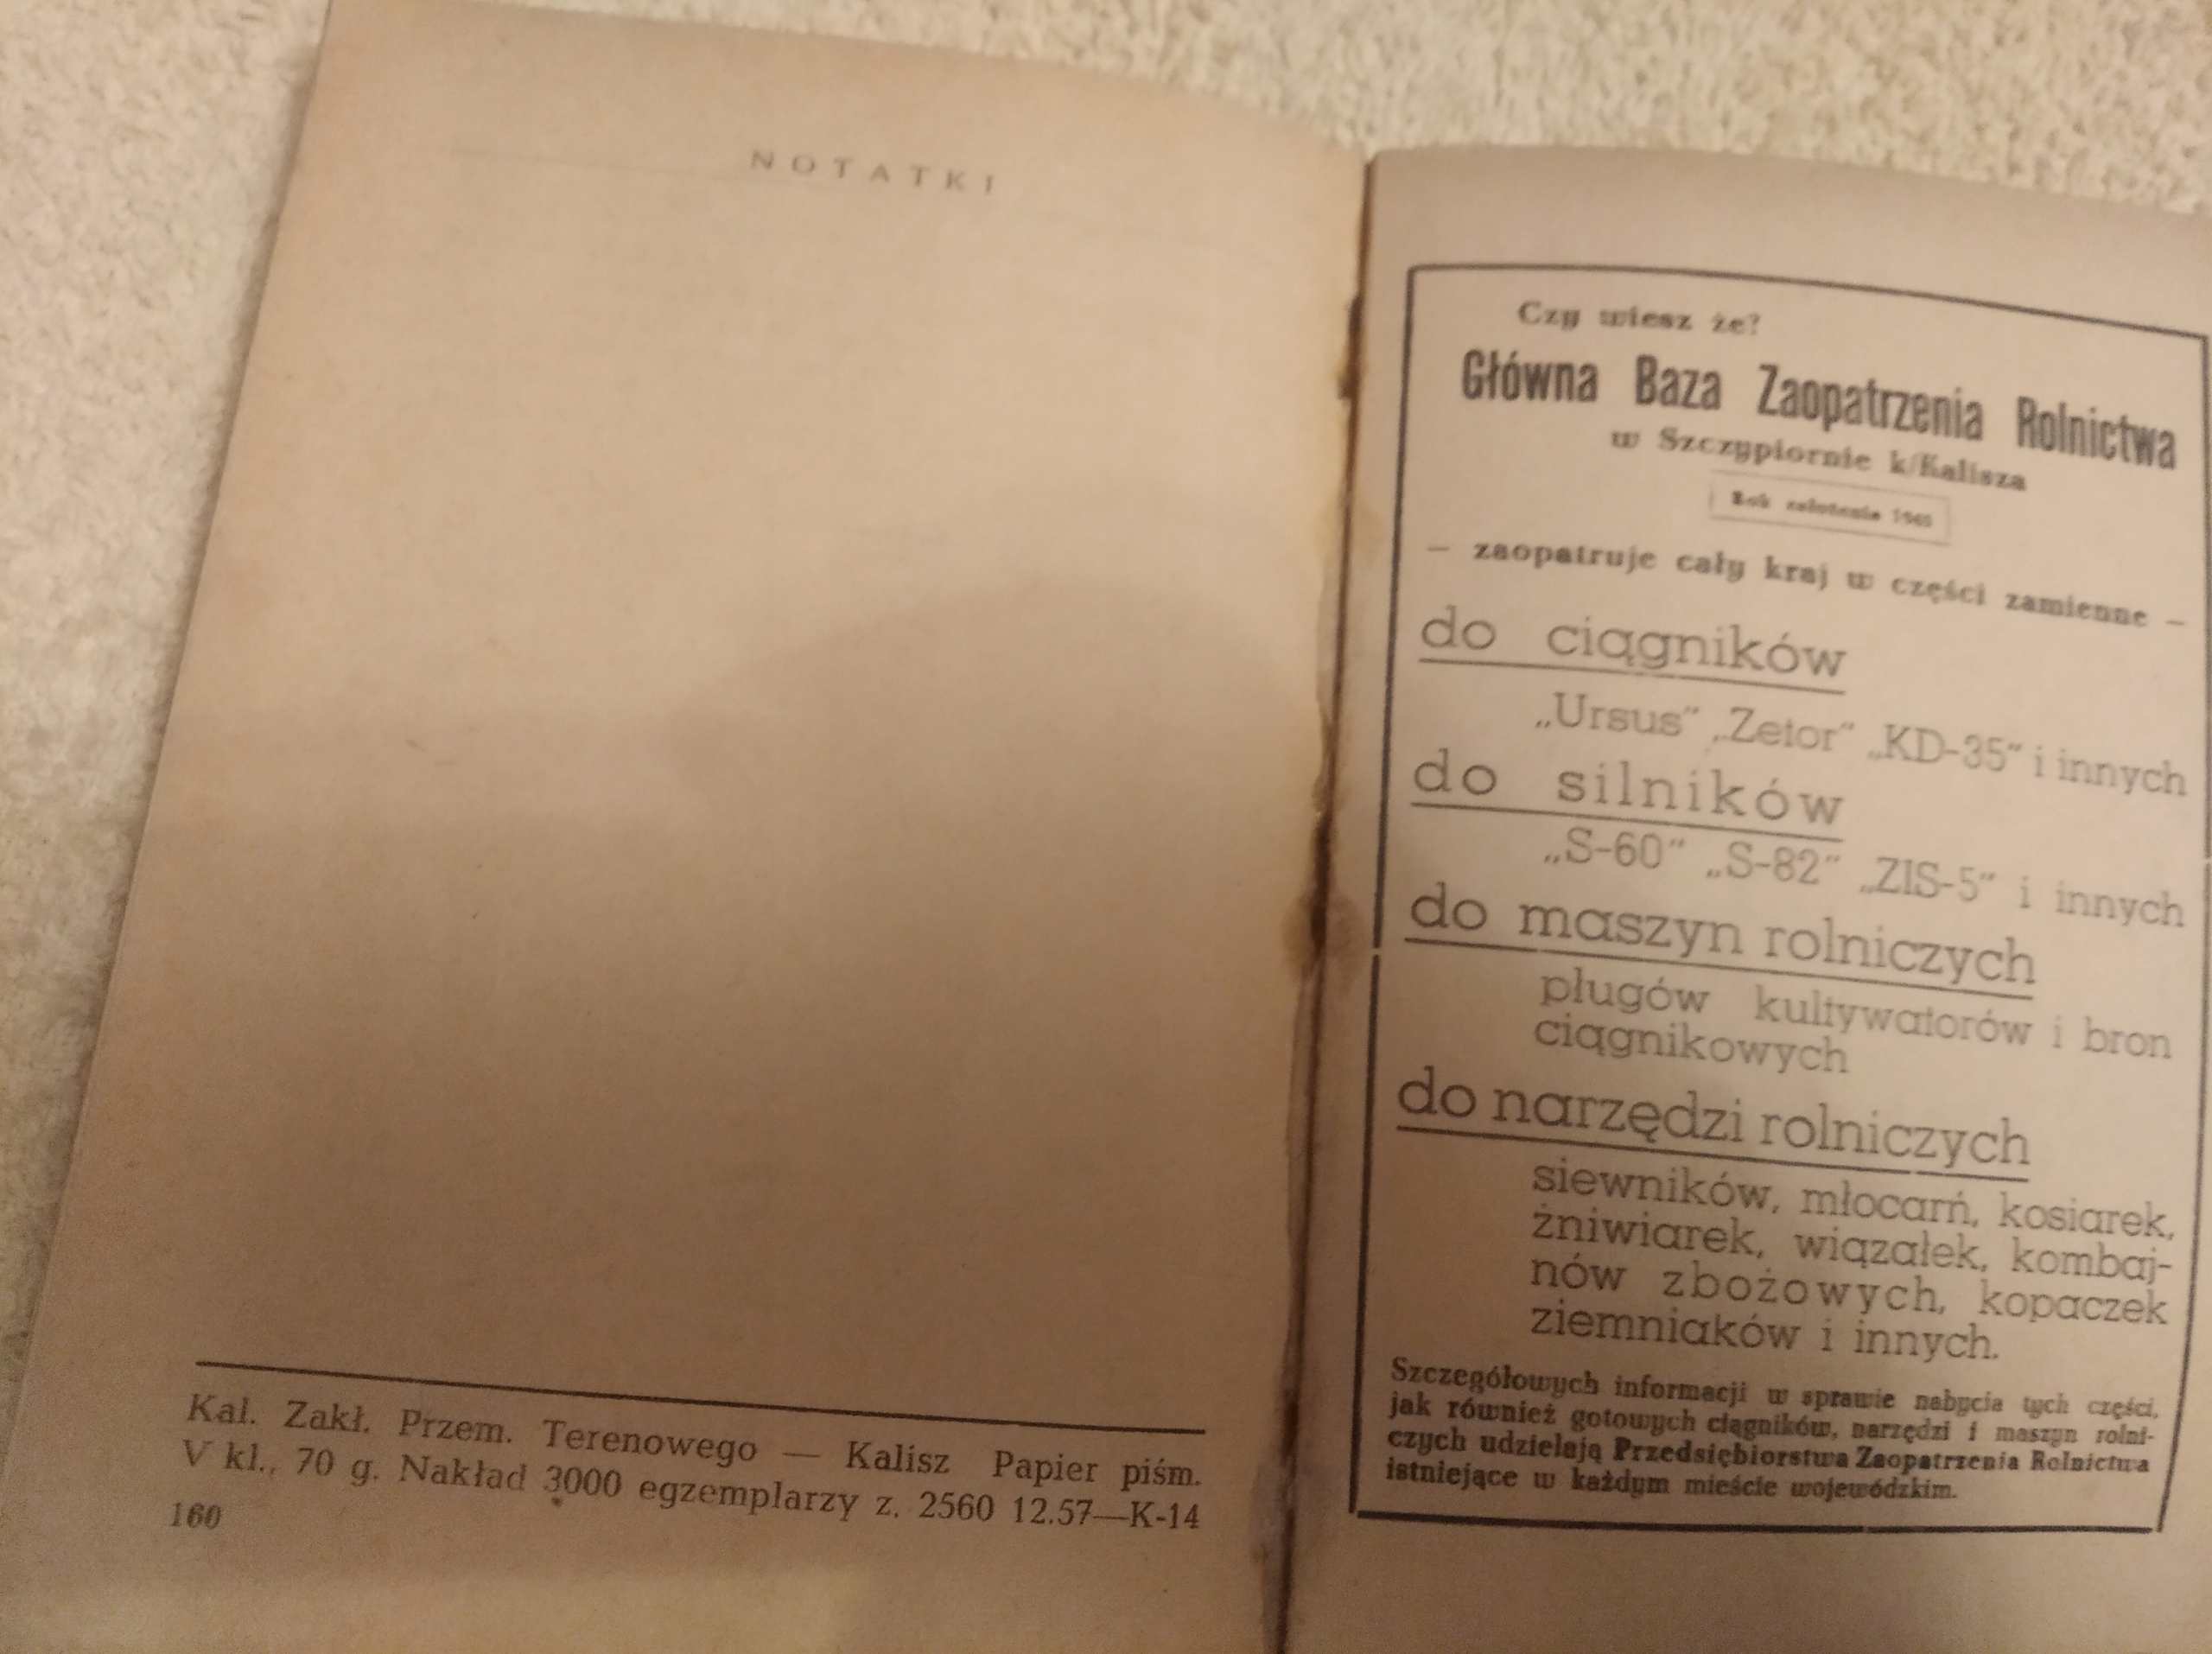 NOTATKI
Kal. Zakł. Przem. Terenowego — Kalisz Papier piśm.
V kl., 70 g. Nakład 3000 egzemplarzy z. 2560 12.57—K-14
160
Czy wiesz że?
Główna Baza Zaopatrzenia Rolnictwa
w Szczypiornie k/Kalisza
Rok założenia 1945
— zaopatruje cały kraj w części zamienne —
do ciągników
„Ursus” „Zetor” „KD-35” i innych
do silników
„S-60” „S-82” „ZIS-5” i innych
do maszyn rolniczych
pługów kultywatorów i bron
ciągnikowych
do narzędzi rolniczych
siewników, młocarń, kosiarek,
żniwiarek, wiązałek, kombaj-
nów zbożowych, kopaczek
ziemniaków i innych.
Szczegółowych informacji w sprawie nabycia tych części,
jak również gotowych ciągników, narzędzi i maszyn rolni-
czych udzielają Przedsiębiorstwa Zaopatrzenia Rolnictwa
istniejące w każdym mieście wojewódzkim.